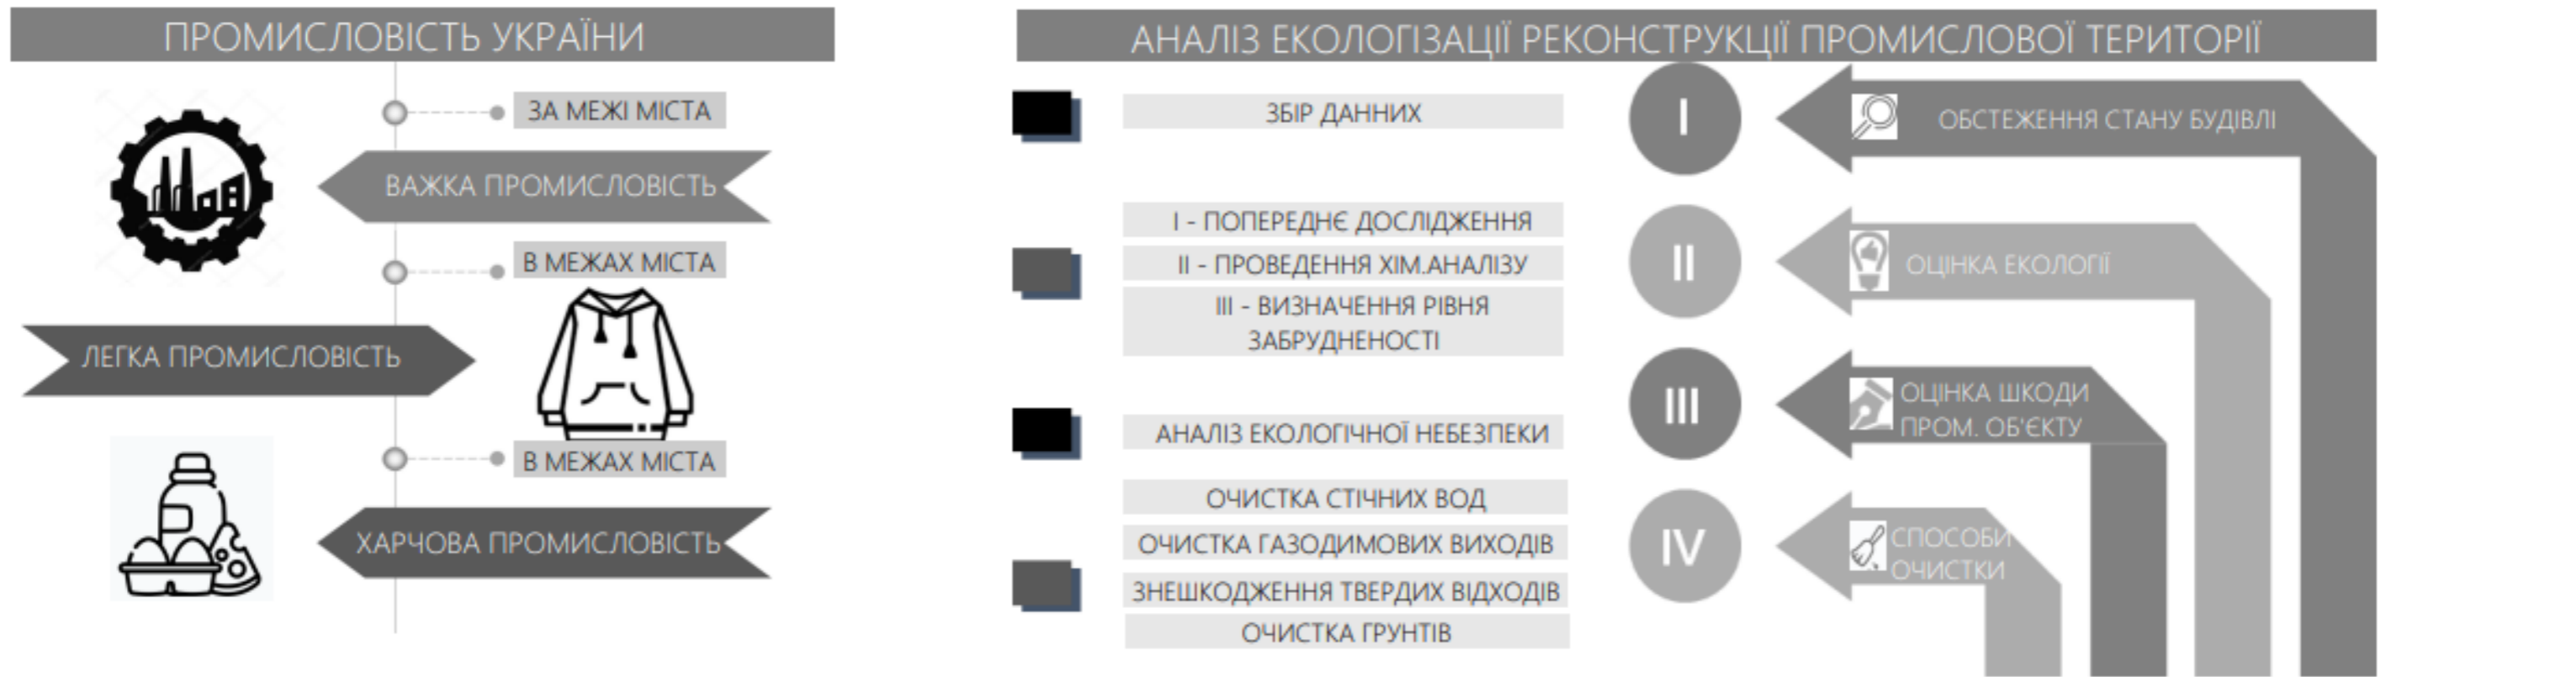 ПРОМИСЛОВІСТЬ УКРАЇНИ
ЗА МЕЖІ МІСТА
ВАЖКА ПРОМИСЛОВІСТЬ
В МЕЖАХ МІСТА
ЛЕГКА ПРОМИСЛОВІСТЬ
В МЕЖАХ МІСТА
ХАРЧОВА ПРОМИСЛОВІСТЬ
АНАЛІЗ ЕКОЛОГІЗАЦІЇ РЕКОНСТРУКЦІЇ ПРОМИСЛОВОЇ ТЕРИТОРІЇ
ЗБІР ДАННИХ
I
ОБСТЕЖЕННЯ СТАНУ БУДІВЛІ
І - ПОПЕРЕДНЄ ДОСЛІДЖЕННЯ
ІІ - ПРОВЕДЕННЯ ХІМ.АНАЛІЗУ
ІІІ - ВИЗНАЧЕННЯ РІВНЯ
ЗАБРУДНЕНОСТІ
II
ОЦІНКА ЕКОЛОГІЇ
АНАЛІЗ ЕКОЛОГІЧНОЇ НЕБЕЗПЕКИ
III
ОЦІНКА ШКОДИ
ПРОМ. ОБ'ЄКТУ
ОЧИСТКА СТІЧНИХ ВОД
ОЧИСТКА ГАЗОДИМОВИХ ВИХОДІВ
ЗНЕШКОДЖЕННЯ ТВЕРДИХ ВІДХОДІВ
ОЧИСТКА ГРУНТІВ
IV
СПОСОБИ
ОЧИСТКИ